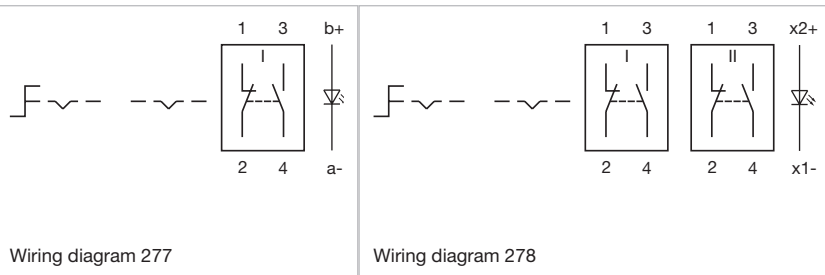 1 3 b+
I
2 4 a-
Wiring diagram 277
1 3 1 3 x2+
I II
2 4 2 4 x1-
Wiring diagram 278